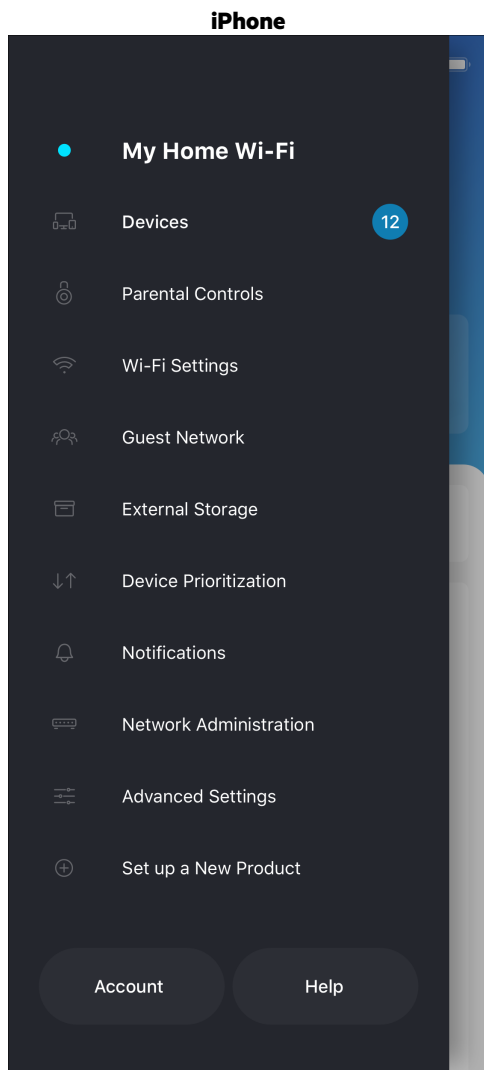 iPhone
My Home Wi-Fi
Devices 12
Parental Controls
Wi-Fi Settings
Guest Network
External Storage
Device Prioritization
Notifications
Network Administration
Advanced Settings
Set up a New Product
Account Help